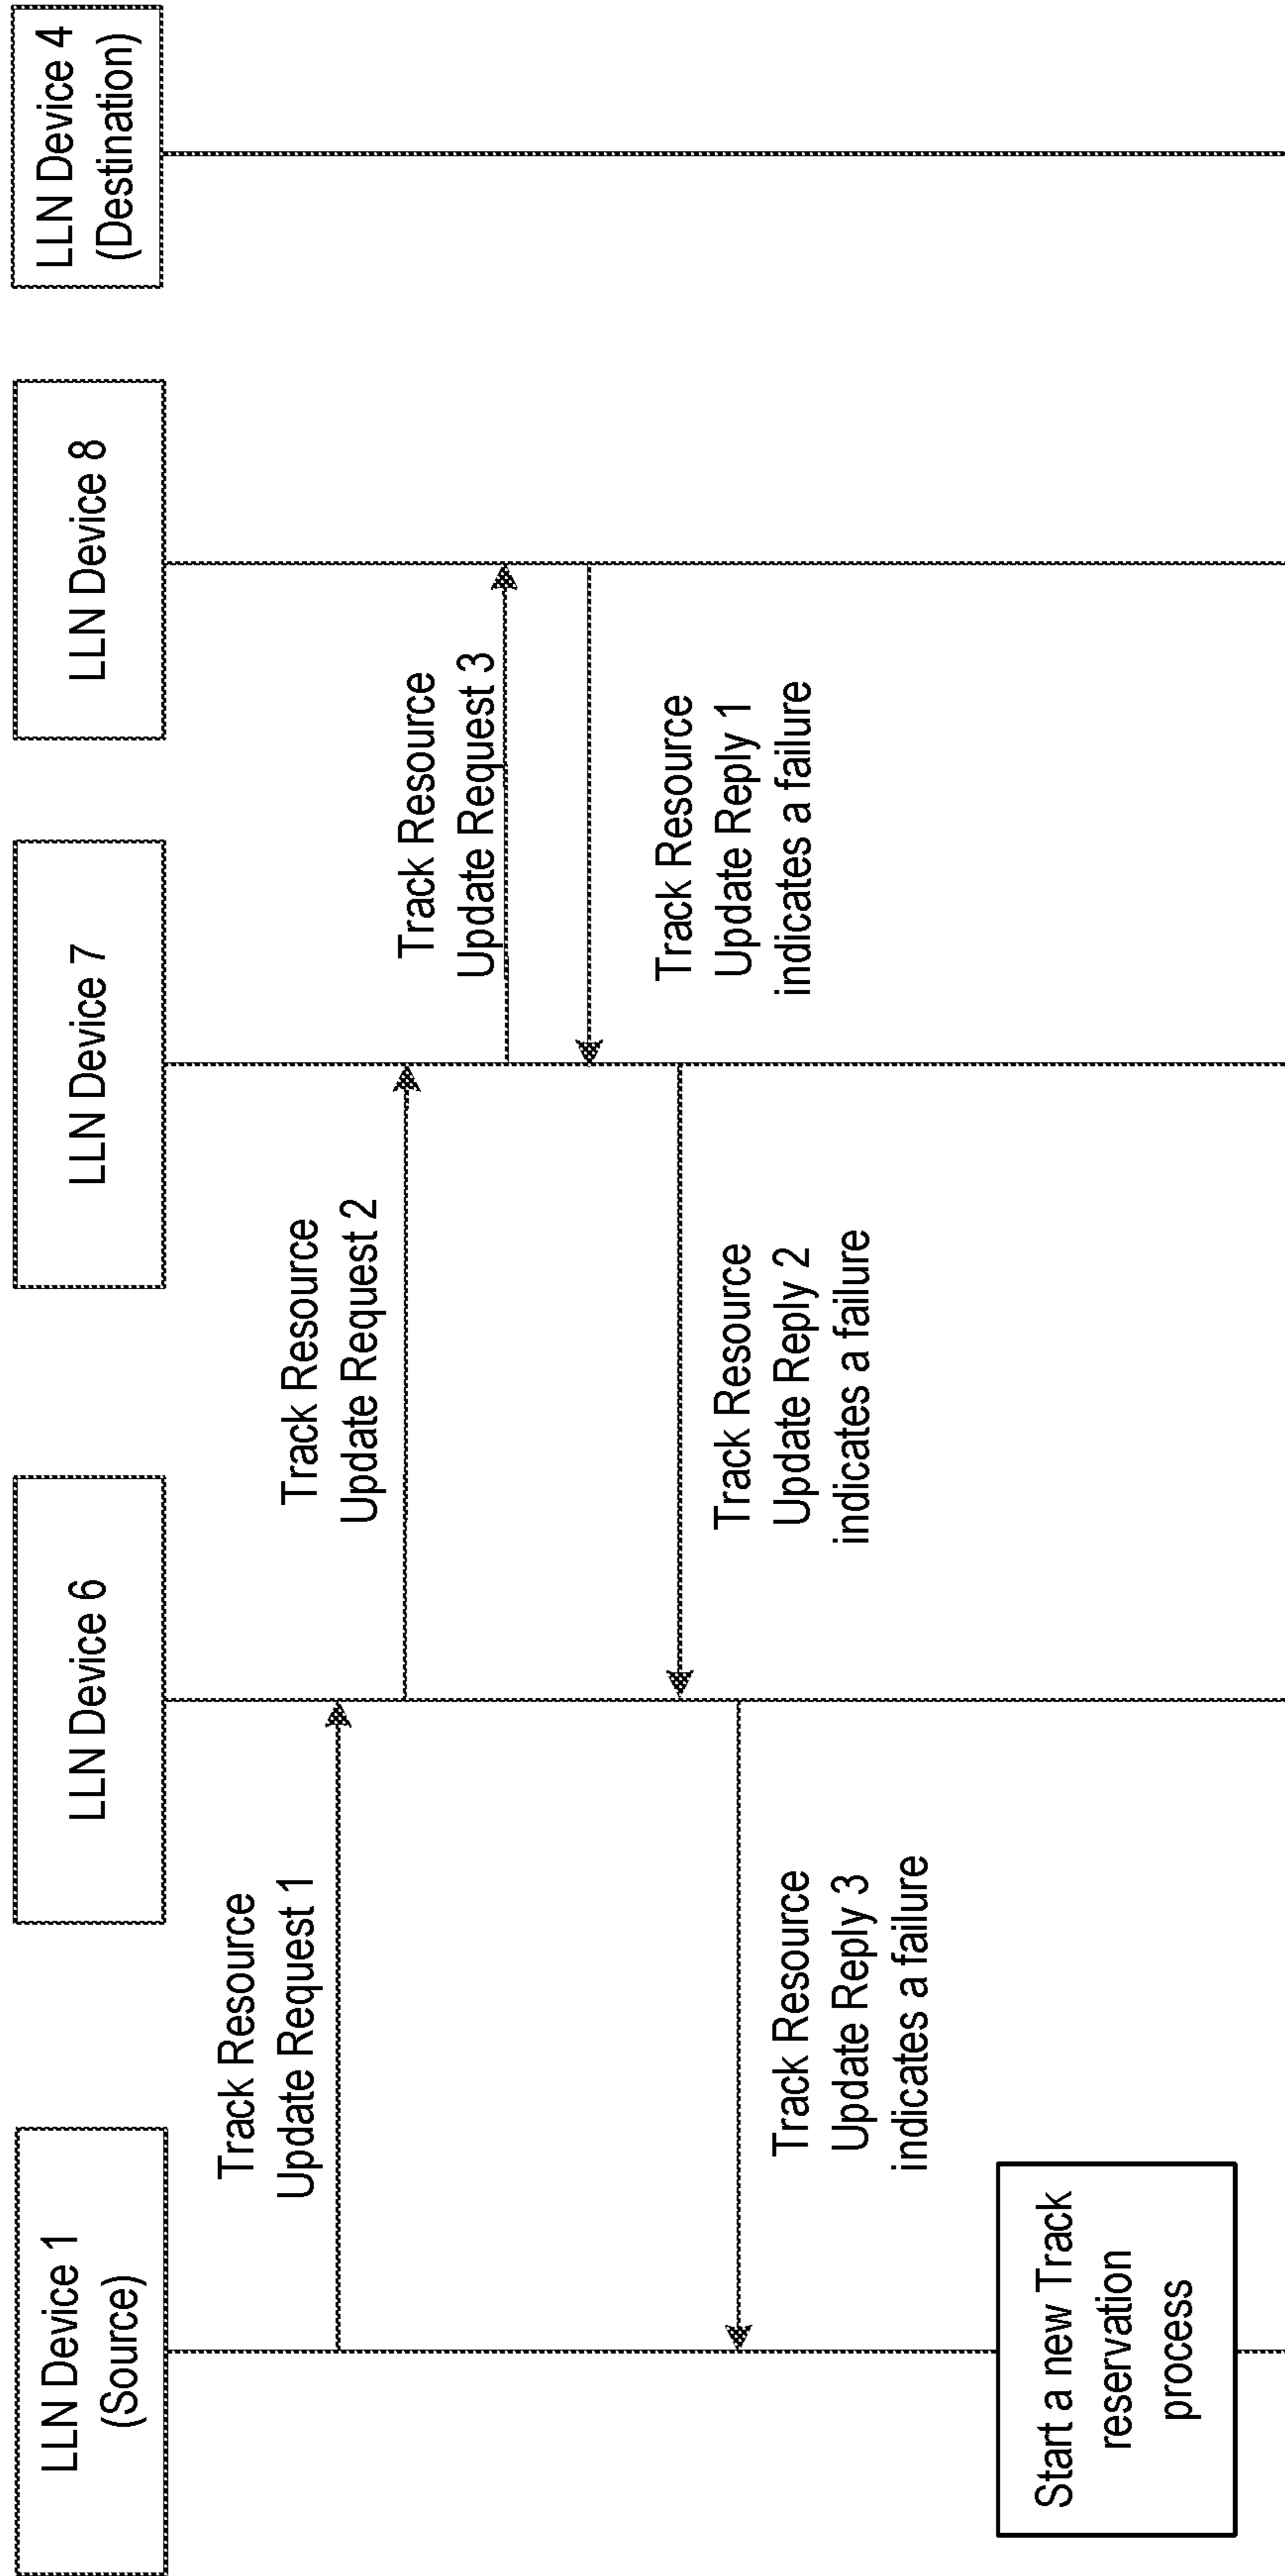 LLN Device 1
(Source)
LLN Device 6
LLN Device 7
LLN Device 8
LLN Device 4
(Destination)
Track Resource
Update Request 1
Track Resource
Update Request 2
Track Resource
Update Request 3
Track Resource
Update Reply 1
indicates a failure
Track Resource
Update Reply 2
indicates a failure
Track Resource
Update Reply 3
indicates a failure
Start a new Track
reservation
process